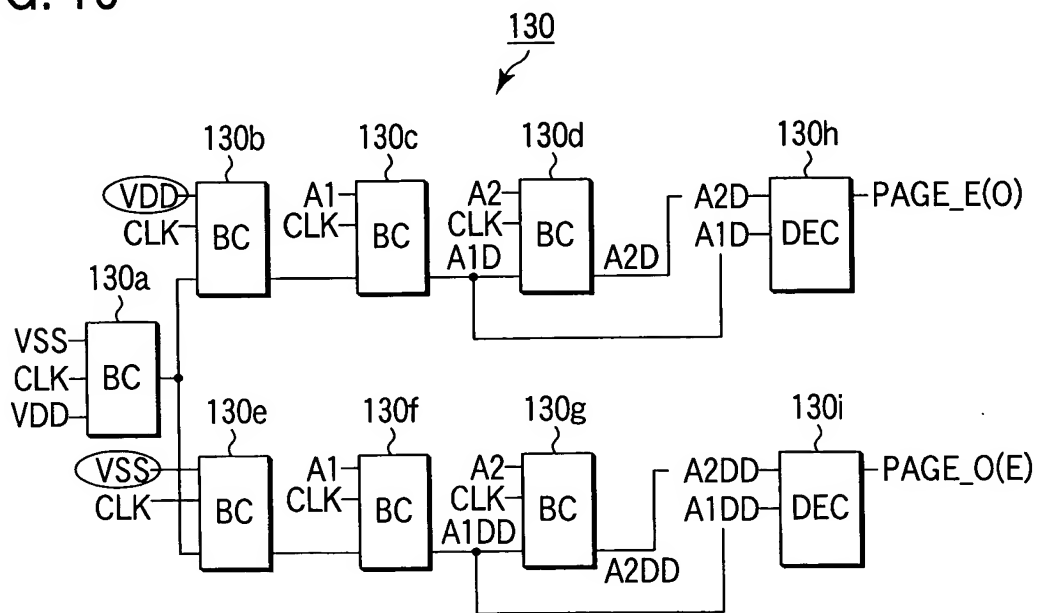 G. 10
130
130b
130c
130d
130h
VDD
CLK
BC
A1
CLK
BC
A1D
A2
CLK
BC
A2D
A2D
A1D
DEC
PAGE_E(O)
130a
VSS
CLK
VDD
BC
130e
130f
130g
130i
VSS
CLK
BC
A1
CLK
BC
A1DD
A2
CLK
BC
A2DD
A2DD
A1DD
DEC
PAGE_O(E)